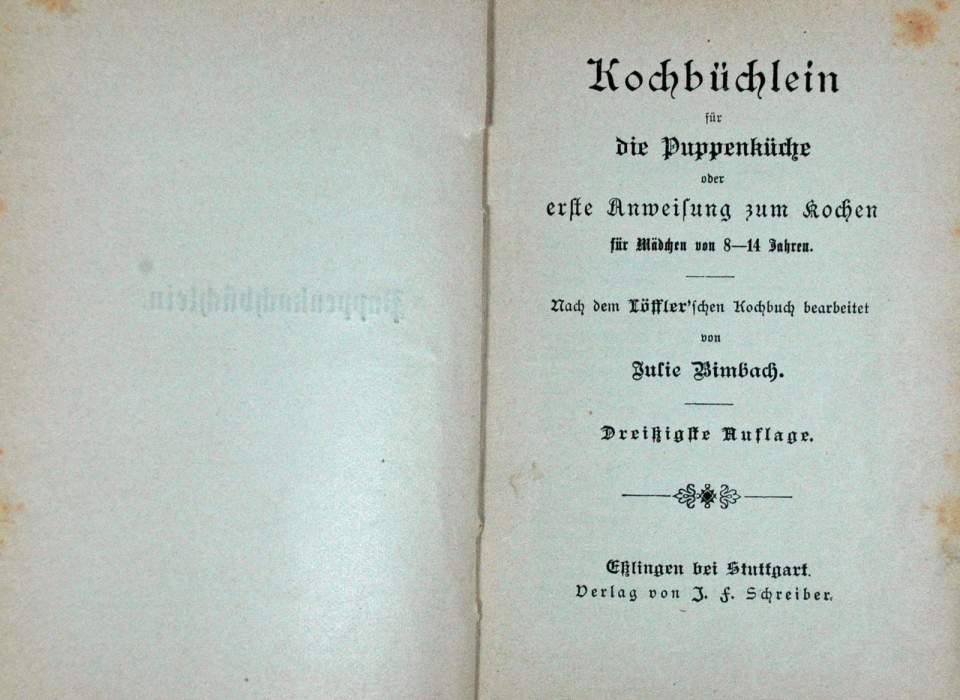 Puppenkochbüchlein.
Kochbüchlein
für
die Puppenküche
oder
erste Anweisung zum Kochen
für Mädchen von 8—14 Jahren.
Nach dem Löffler'schen Kochbuch bearbeitet
von
Julie Bimbach.
Dreißigste Auflage.
Eßlingen bei Stuttgart.
Verlag von J. F. Schreiber.